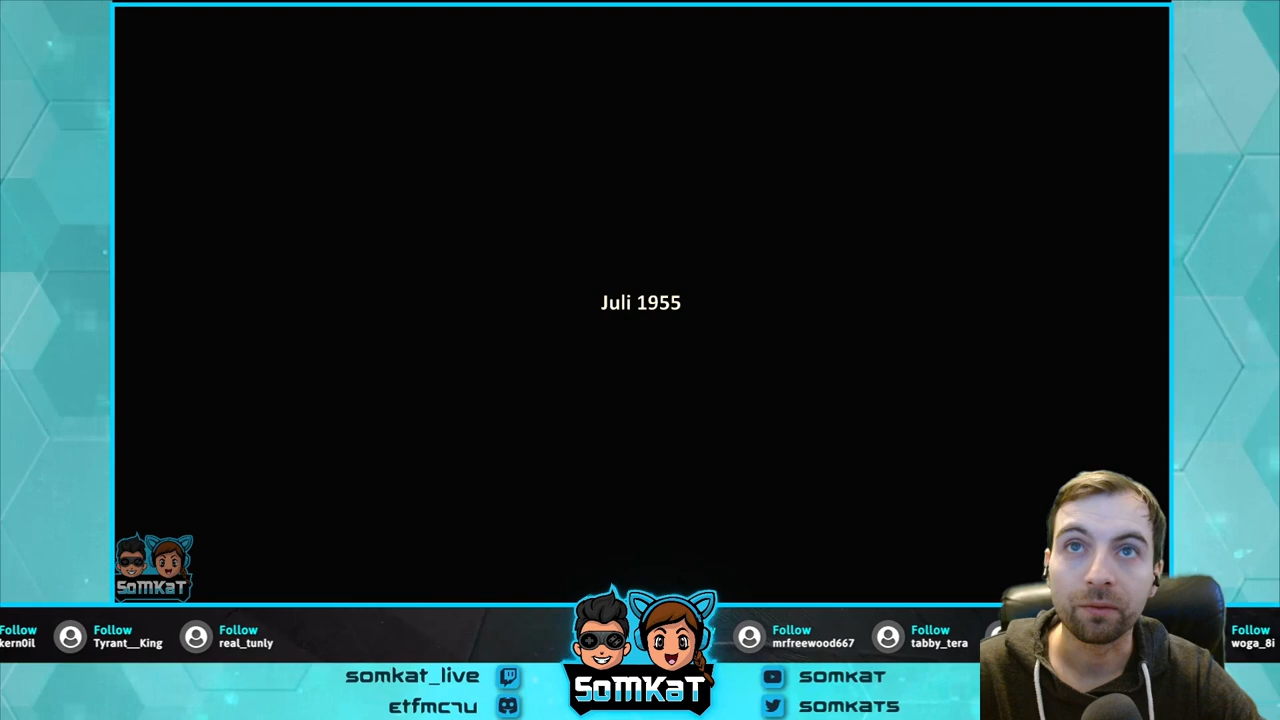 Juli 1955
SOMKAT
Follow
kern0il
Follow
Tyrant__King
Follow
real_tunly
SOMKAT
Follow
mrfreewood667
Follow
tabby_tera
Follow
woga_8i
somkat_live
somkat
somkats